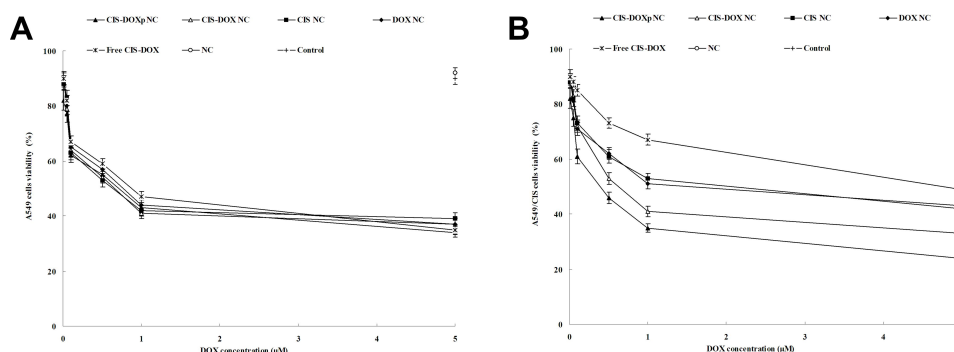 A
CIS-DOXp NC CIS-DOX NC CIS NC DOX NC
Free CIS-DOX NC Control
A549 cells viability (%)
100
80
60
40
20
0
0 1 2 3 4 5
DOX concentration (μM)
B
CIS-DOXp NC CIS-DOX NC CIS NC DOX NC
Free CIS-DOX NC Control
A549/CIS cells viability (%)
100
80
60
40
20
0
0 1 2 3 4
DOX concentration (μM)